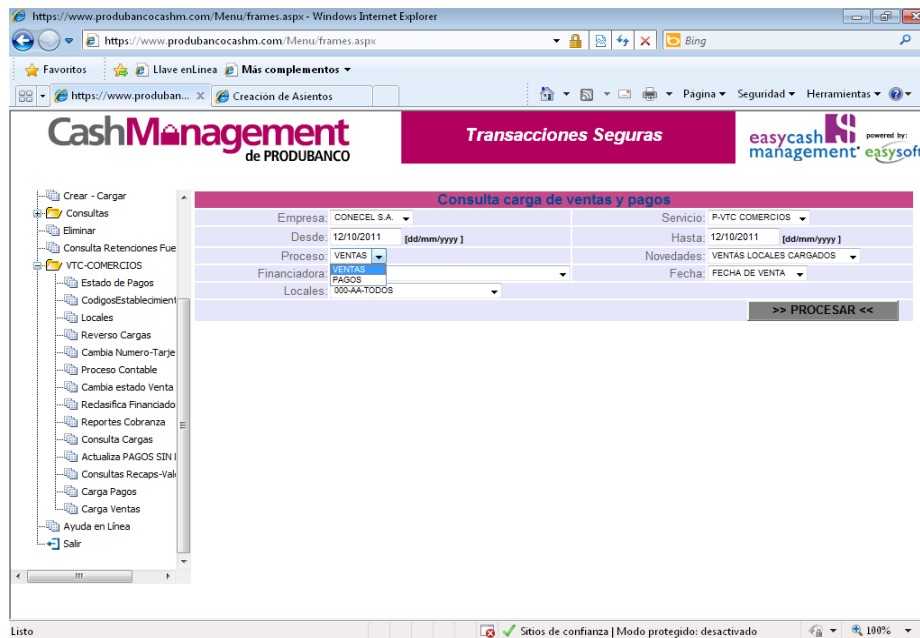 https://www.produbancocashm.com/Menu/frames.aspx - Windows Internet Explorer
https://www.produbancocashm.com/Menu/frames.aspx
Bing
Favoritos Llave enLinea Más complementos
https://www.produban... Creación de Asientos
Página Seguridad Herramientas
CashManagement
de PRODUBANCO
Transacciones Seguras
easycash
management
powered by:
easysoft
Crear - Cargar
Consultas
Eliminar
Consulta Retenciones Fue
VTC-COMERCIOS
Estado de Pagos
CodigosEstablecimient
Locales
Reverso Cargas
Cambia Numero-Tarje
Proceso Contable
Cambia estado Venta
Reclasifica Financiado
Reportes Cobranza
Consulta Cargas
Actualiza PAGOS SIN
Consultas Recaps-Val
Carga Pagos
Carga Ventas
Ayuda en Línea
Salir
Consulta carga de ventas y pagos
Empresa: CONECEL S.A. Servicio: P-VTC COMERCIOS
Desde: 12/10/2011 [dd/mm/yyyy ] Hasta: 12/10/2011 [dd/mm/yyyy ]
Proceso: VENTAS Novedades: VENTAS LOCALES CARGADOS
VENTAS
PAGOS
Financiadora: Fecha: FECHA DE VENTA
Locales: 000-AA-TODOS
>> PROCESAR <<
Listo Sitios de confianza | Modo protegido: desactivado 100%